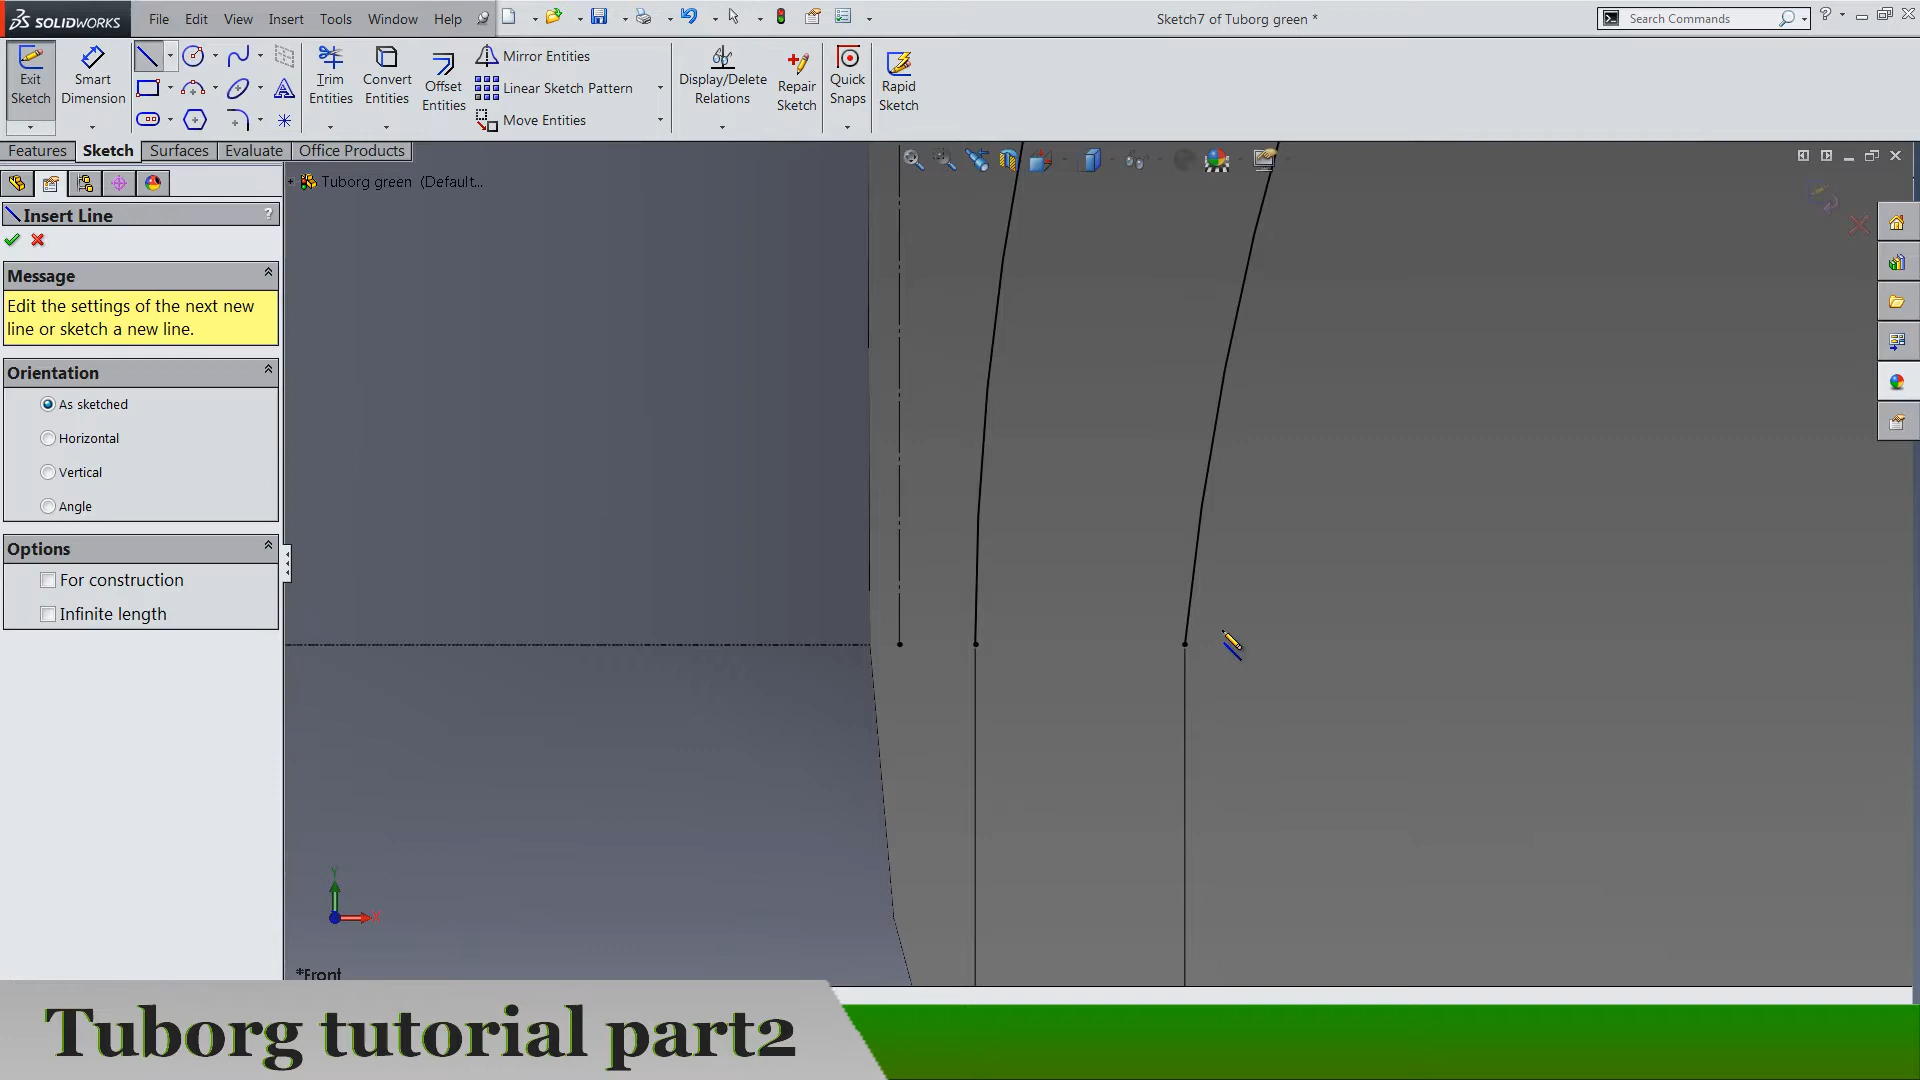 SOLIDWORKS File Edit View Insert Tools Window Help Sketch7 of Tuborg green * Search Commands
Exit Sketch
Smart Dimension
Trim Entities
Convert Entities
Offset Entities
Mirror Entities
Linear Sketch Pattern
Move Entities
Display/Delete Relations
Repair Sketch
Quick Snaps
Rapid Sketch
Features Sketch Surfaces Evaluate Office Products
Tuborg green (Default...
Insert Line ?
Message
Edit the settings of the next new
line or sketch a new line.
Orientation
As sketched
Horizontal
Vertical
Angle
Options
For construction
Infinite length
Y
X
*Front
Tuborg tutorial part2